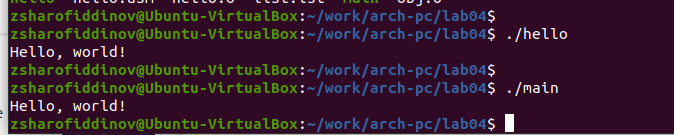 zsharofiddinov@Ubuntu-VirtualBox:~/work/arch-pc/lab04$
zsharofiddinov@Ubuntu-VirtualBox:~/work/arch-pc/lab04$ ./hello
Hello, world!
zsharofiddinov@Ubuntu-VirtualBox:~/work/arch-pc/lab04$
zsharofiddinov@Ubuntu-VirtualBox:~/work/arch-pc/lab04$ ./main
Hello, world!
zsharofiddinov@Ubuntu-VirtualBox:~/work/arch-pc/lab04$